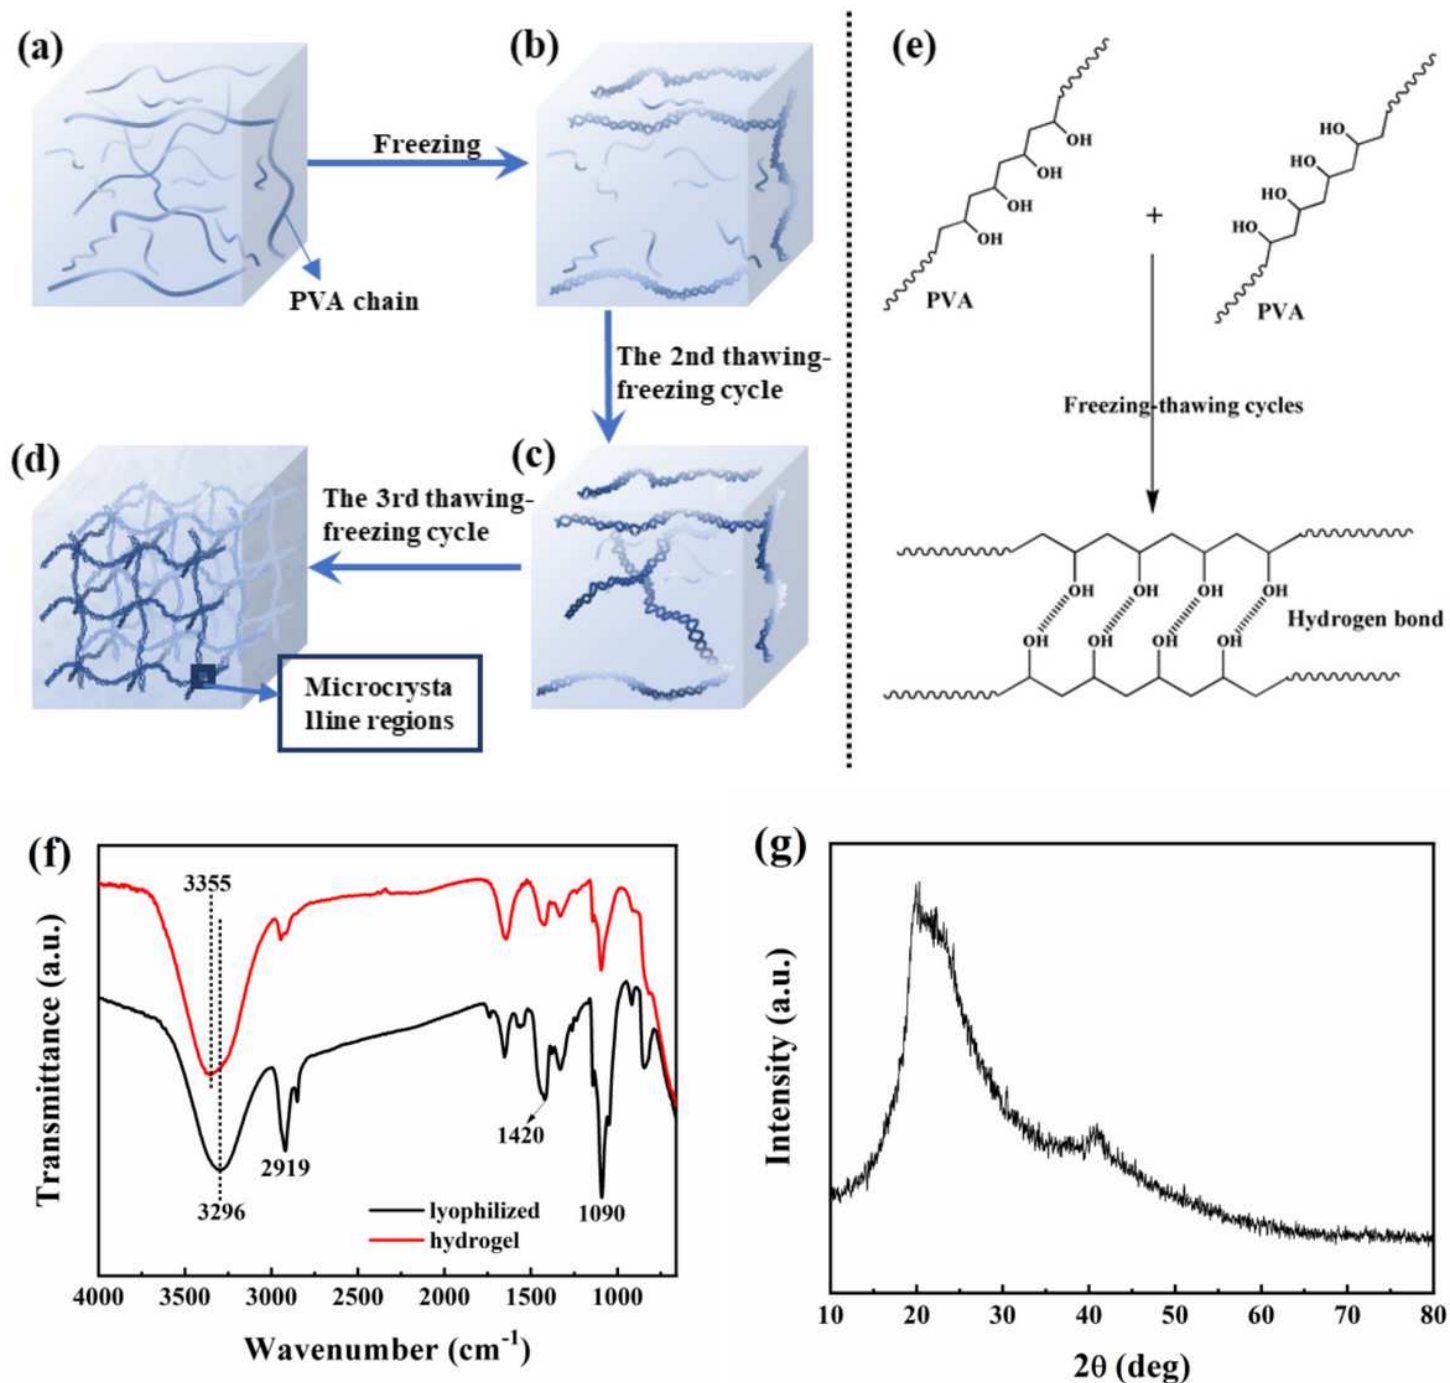 (a)
(b)
Freezing
PVA chain
The 2nd thawing-
freezing cycle
(d)
(c)
The 3rd thawing-
freezing cycle
Microcrysta
lline regions
(e)
OH
OH
OH
OH
PVA
+
HO
HO
HO
HO
PVA
Freezing-thawing cycles
OH OH OH OH
Hydrogen bond
OH OH OH OH
(f)
3355
2919
3296
1420
1090
lyophilized
hydrogel
Transmittance (a.u.)
4000 3500 3000 2500 2000 1500 1000
Wavenumber (cm-1)
(g)
Intensity (a.u.)
10 20 30 40 50 60 70 80
2θ (deg)